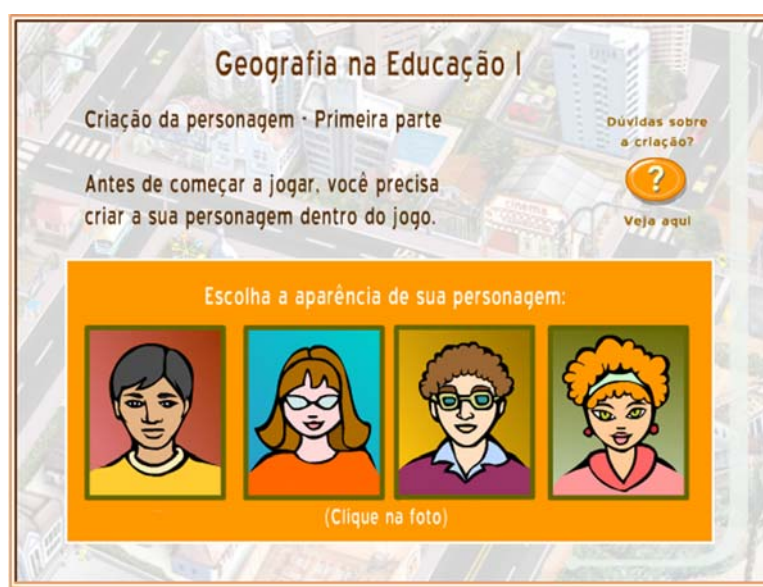 Geografia na Educação I
Criação da personagem - Primeira parte
Dúvidas sobre
a criação?
?
Veja aqui
Antes de começar a jogar, você precisa
criar a sua personagem dentro do jogo.
cinema
Escolha a aparência de sua personagem:
(Clique na foto)